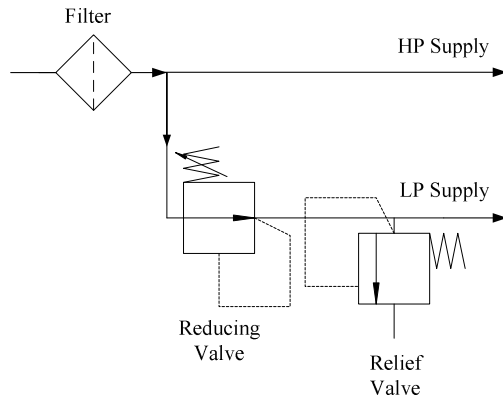 Filter
HP Supply
LP Supply
Reducing
Valve
Relief
Valve